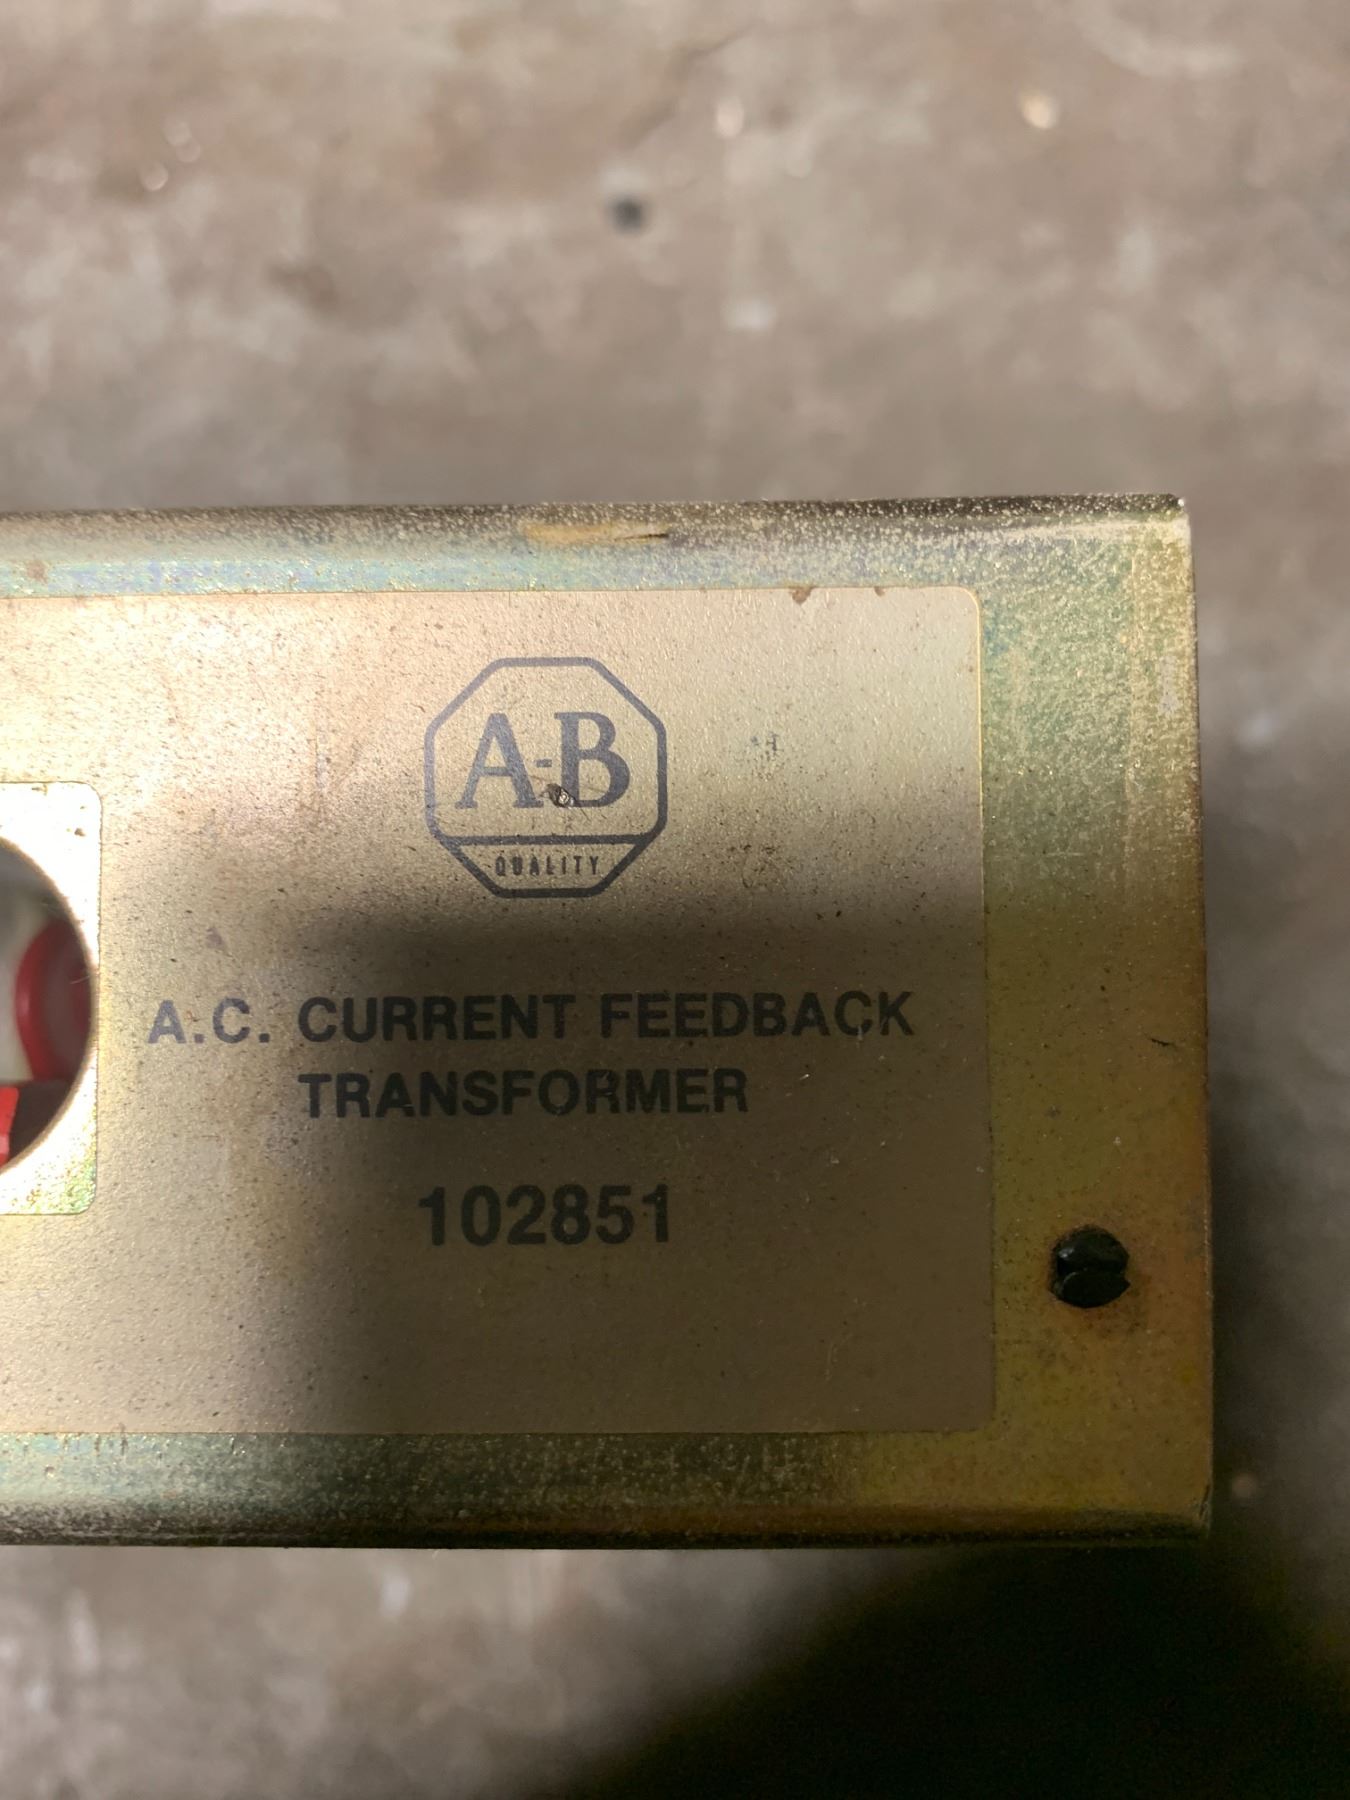 A-B
QUALITY
A.C. CURRENT FEEDBACK
TRANSFORMER
102851